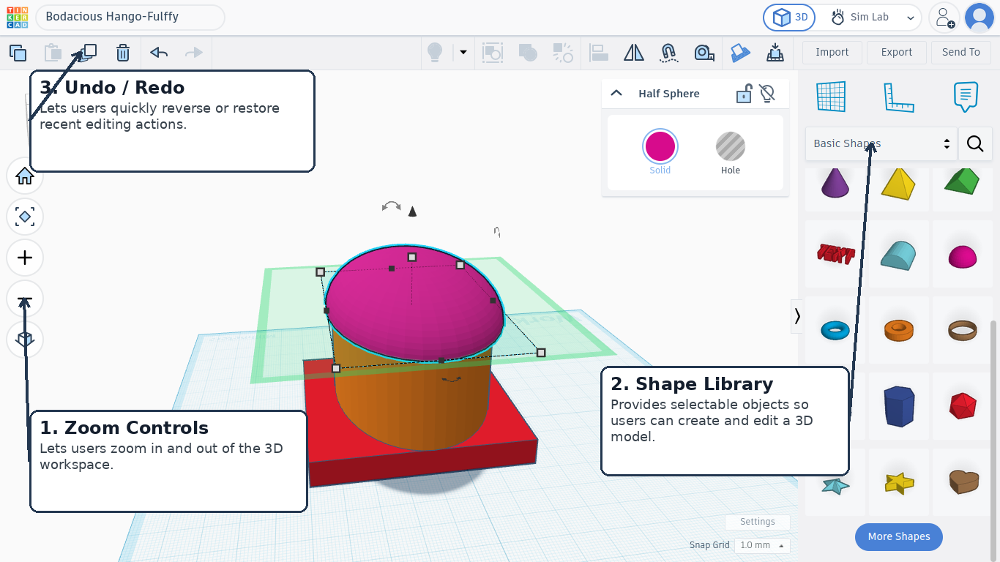 TIN
KER
CAD
Bodacious Hango-Fulffy
3D
Sim Lab
Import
Export
Send To
3. Undo / Redo
Lets users quickly reverse or restore
recent editing actions.
Half Sphere
Solid
Hole
Basic Shapes
TEXT
1. Zoom Controls
Lets users zoom in and out of the 3D
workspace.
2. Shape Library
Provides selectable objects so
users can create and edit a 3D
model.
Settings
Snap Grid
1.0 mm
More Shapes